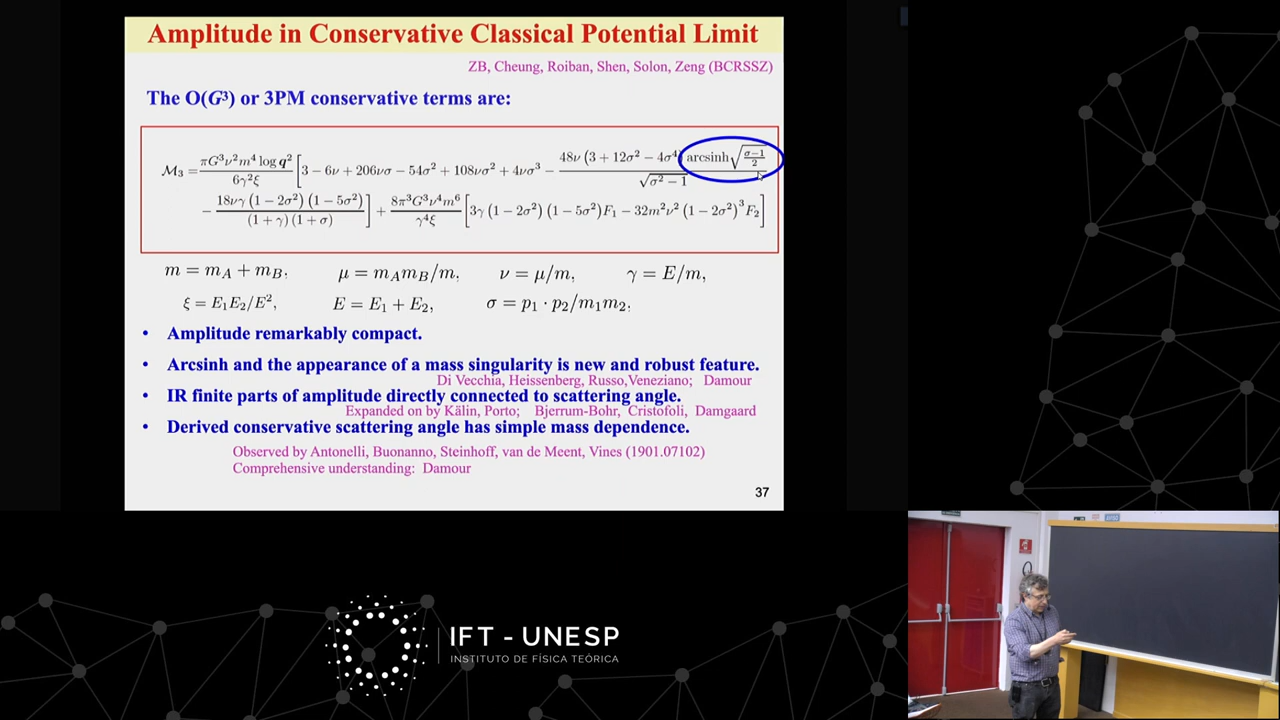 Amplitude in Conservative Classical Potential Limit
ZB, Cheung, Roiban, Shen, Solon, Zeng (BCRSSZ)
The O(G³) or 3PM conservative terms are:
ℳ₃ = πG³ν²m⁴ log q² / 6γ²ξ [3 − 6ν + 206νσ − 54σ² + 108νσ² + 4νσ³ − 48ν (3 + 12σ² − 4σ⁴) arcsinh √((σ−1)/2) / √(σ² − 1)
− 18νγ (1 − 2σ²) (1 − 5σ²) / (1 + γ) (1 + σ) ] + 8π³G³ν⁴m⁶ / γ⁴ξ [3γ (1 − 2σ²) (1 − 5σ²) F₁ − 32m²ν² (1 − 2σ²)³ F₂]
m = m_A + m_B, μ = m_A m_B/m, ν = μ/m, γ = E/m,
ξ = E₁E₂/E², E = E₁ + E₂, σ = p₁ · p₂/m₁m₂,
• Amplitude remarkably compact.
• Arcsinh and the appearance of a mass singularity is new and robust feature.
Di Vecchia, Heissenberg, Russo,Veneziano; Damour
• IR finite parts of amplitude directly connected to scattering angle.
Expanded on by Kälin, Porto; Bjerrum-Bohr, Cristofoli, Damgaard
• Derived conservative scattering angle has simple mass dependence.
Observed by Antonelli, Buonanno, Steinhoff, van de Meent, Vines (1901.07102)
Comprehensive understanding: Damour
37
IFT - UNESP
INSTITUTO DE FÍSICA TEÓRICA